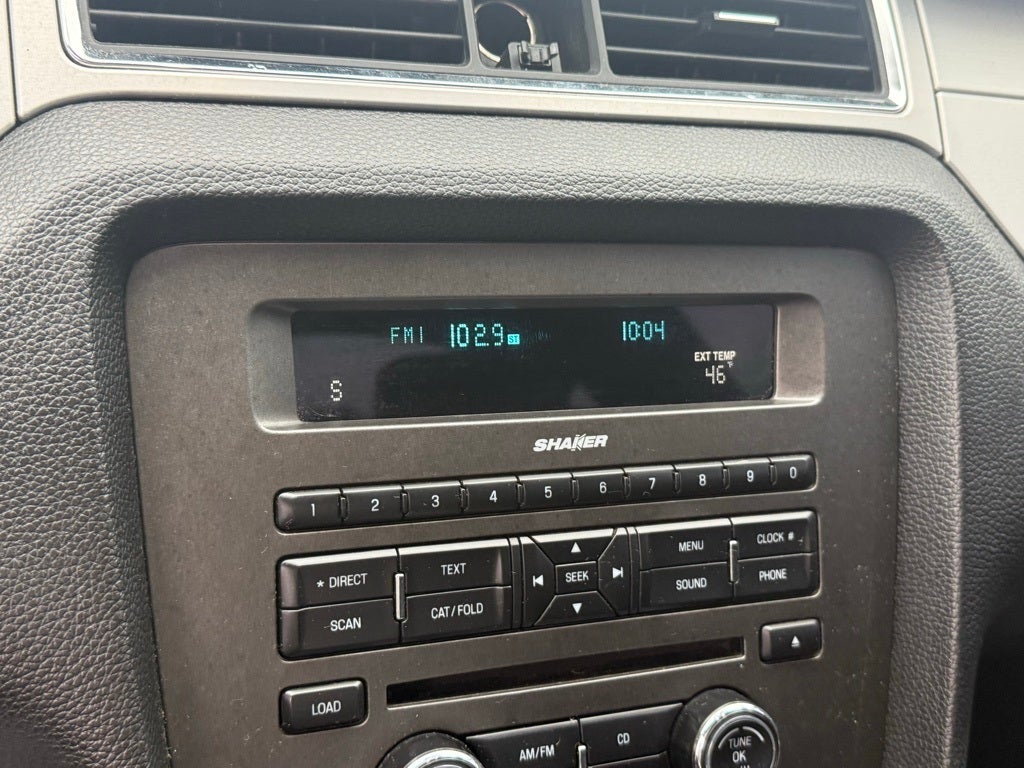 FM1 102.9 ST 10:04
EXT TEMP
S 46°F
SHAKER
1 2 3 4 5 6 7 8 9 0
* DIRECT TEXT SEEK MENU CLOCK #
SCAN CAT/FOLD SOUND PHONE
LOAD
AM/FM CD
TUNE
OK